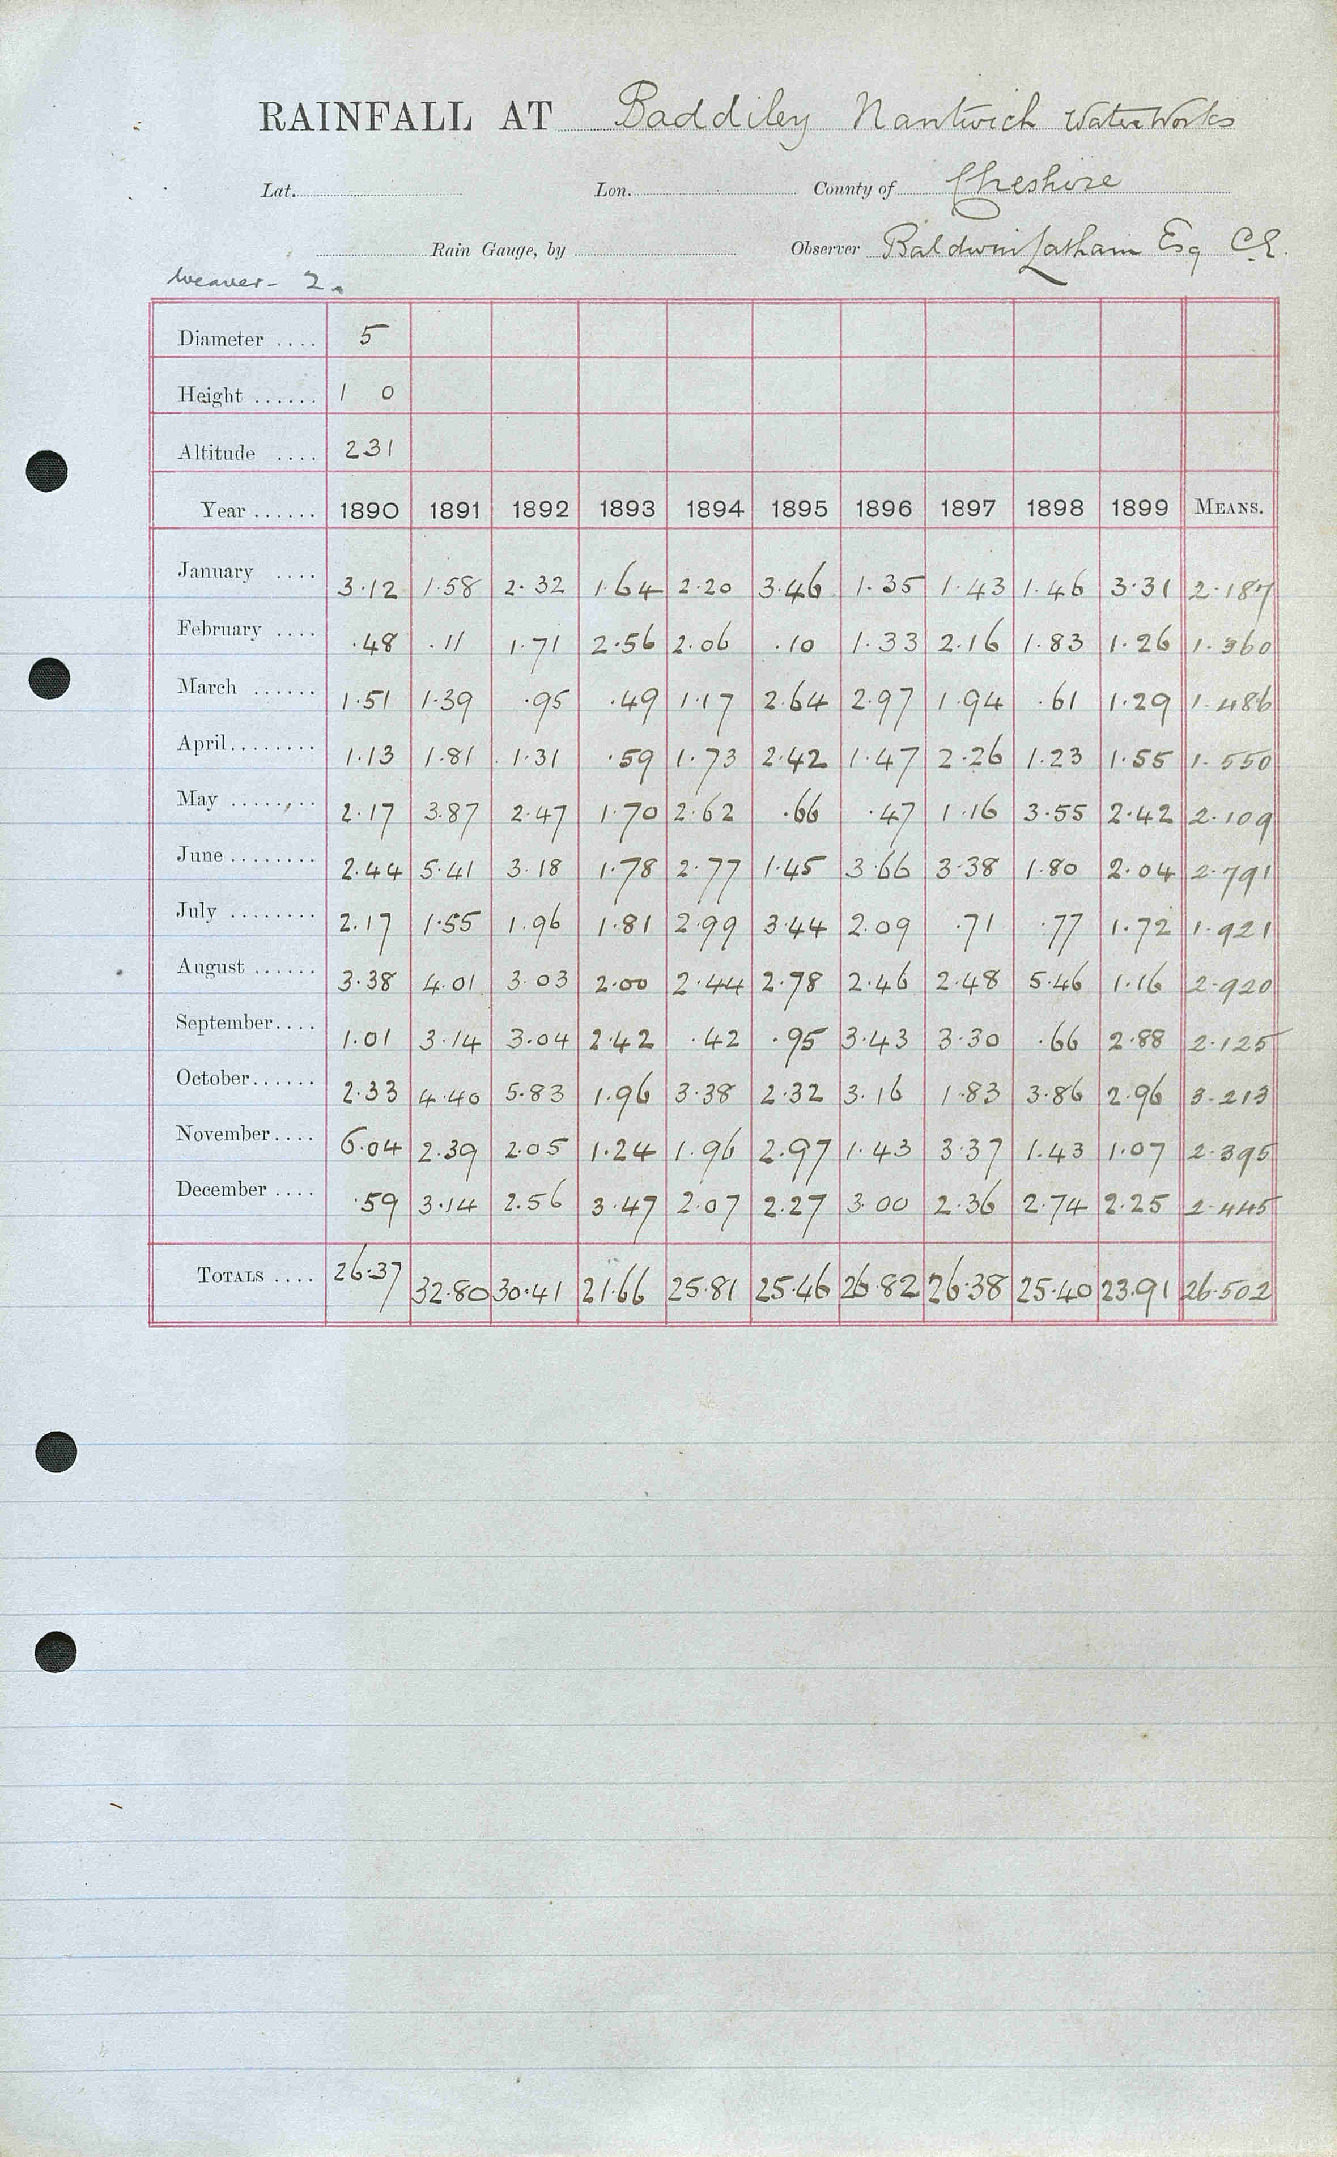 RAINFALL AT Baddiley Nantwich Water Works
Lat. Lon. County of Cheshire
Rain Gauge, by Observer Baldwin Latham Esq C.E.
Weaver - 2.
Diameter .... 5
Height ...... 1 0
Altitude .... 231
Year ...... 1890 1891 1892 1893 1894 1895 1896 1897 1898 1899 MEANS.
January .... 3.12 1.58 2.32 1.64 2.20 3.46 1.35 1.43 1.46 3.31 2.187
February .... .48 .11 1.71 2.56 2.06 .10 1.33 2.16 1.83 1.26 1.360
March ...... 1.51 1.39 .95 .49 1.17 2.64 2.97 1.94 .61 1.29 1.486
April........ 1.13 1.81 1.31 .59 1.73 2.42 1.47 2.26 1.23 1.55 1.550
May ........ 2.17 3.87 2.47 1.70 2.62 .66 .47 1.16 3.55 2.42 2.109
June ........ 2.44 5.41 3.18 1.78 2.77 1.45 3.66 3.38 1.80 2.04 2.791
July ........ 2.17 1.55 1.96 1.81 2.99 3.44 2.09 .71 .77 1.72 1.921
August ...... 3.38 4.01 3.03 2.00 2.44 2.78 2.46 2.48 5.46 1.16 2.920
September.... 1.01 3.14 3.04 2.42 .42 .95 3.43 3.30 .66 2.88 2.125
October...... 2.33 4.40 5.83 1.96 3.38 2.32 3.16 1.83 3.86 2.96 3.213
November.... 6.04 2.39 2.05 1.24 1.96 2.97 1.43 3.37 1.43 1.07 2.395
December .... .59 3.14 2.56 3.47 2.07 2.27 3.00 2.36 2.74 2.25 2.445
TOTALS .... 26.37 32.80 30.41 21.66 25.81 25.46 26.82 26.38 25.40 23.91 26.502